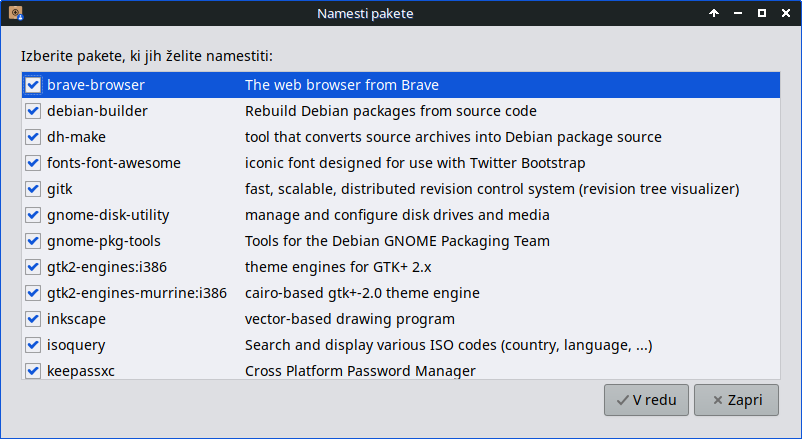 Namesti pakete
Izberite pakete, ki jih želite namestiti:
brave-browser The web browser from Brave
debian-builder Rebuild Debian packages from source code
dh-make tool that converts source archives into Debian package source
fonts-font-awesome iconic font designed for use with Twitter Bootstrap
gitk fast, scalable, distributed revision control system (revision tree visualizer)
gnome-disk-utility manage and configure disk drives and media
gnome-pkg-tools Tools for the Debian GNOME Packaging Team
gtk2-engines:i386 theme engines for GTK+ 2.x
gtk2-engines-murrine:i386 cairo-based gtk+-2.0 theme engine
inkscape vector-based drawing program
isoquery Search and display various ISO codes (country, language, ...)
keepassxc Cross Platform Password Manager
V redu Zapri